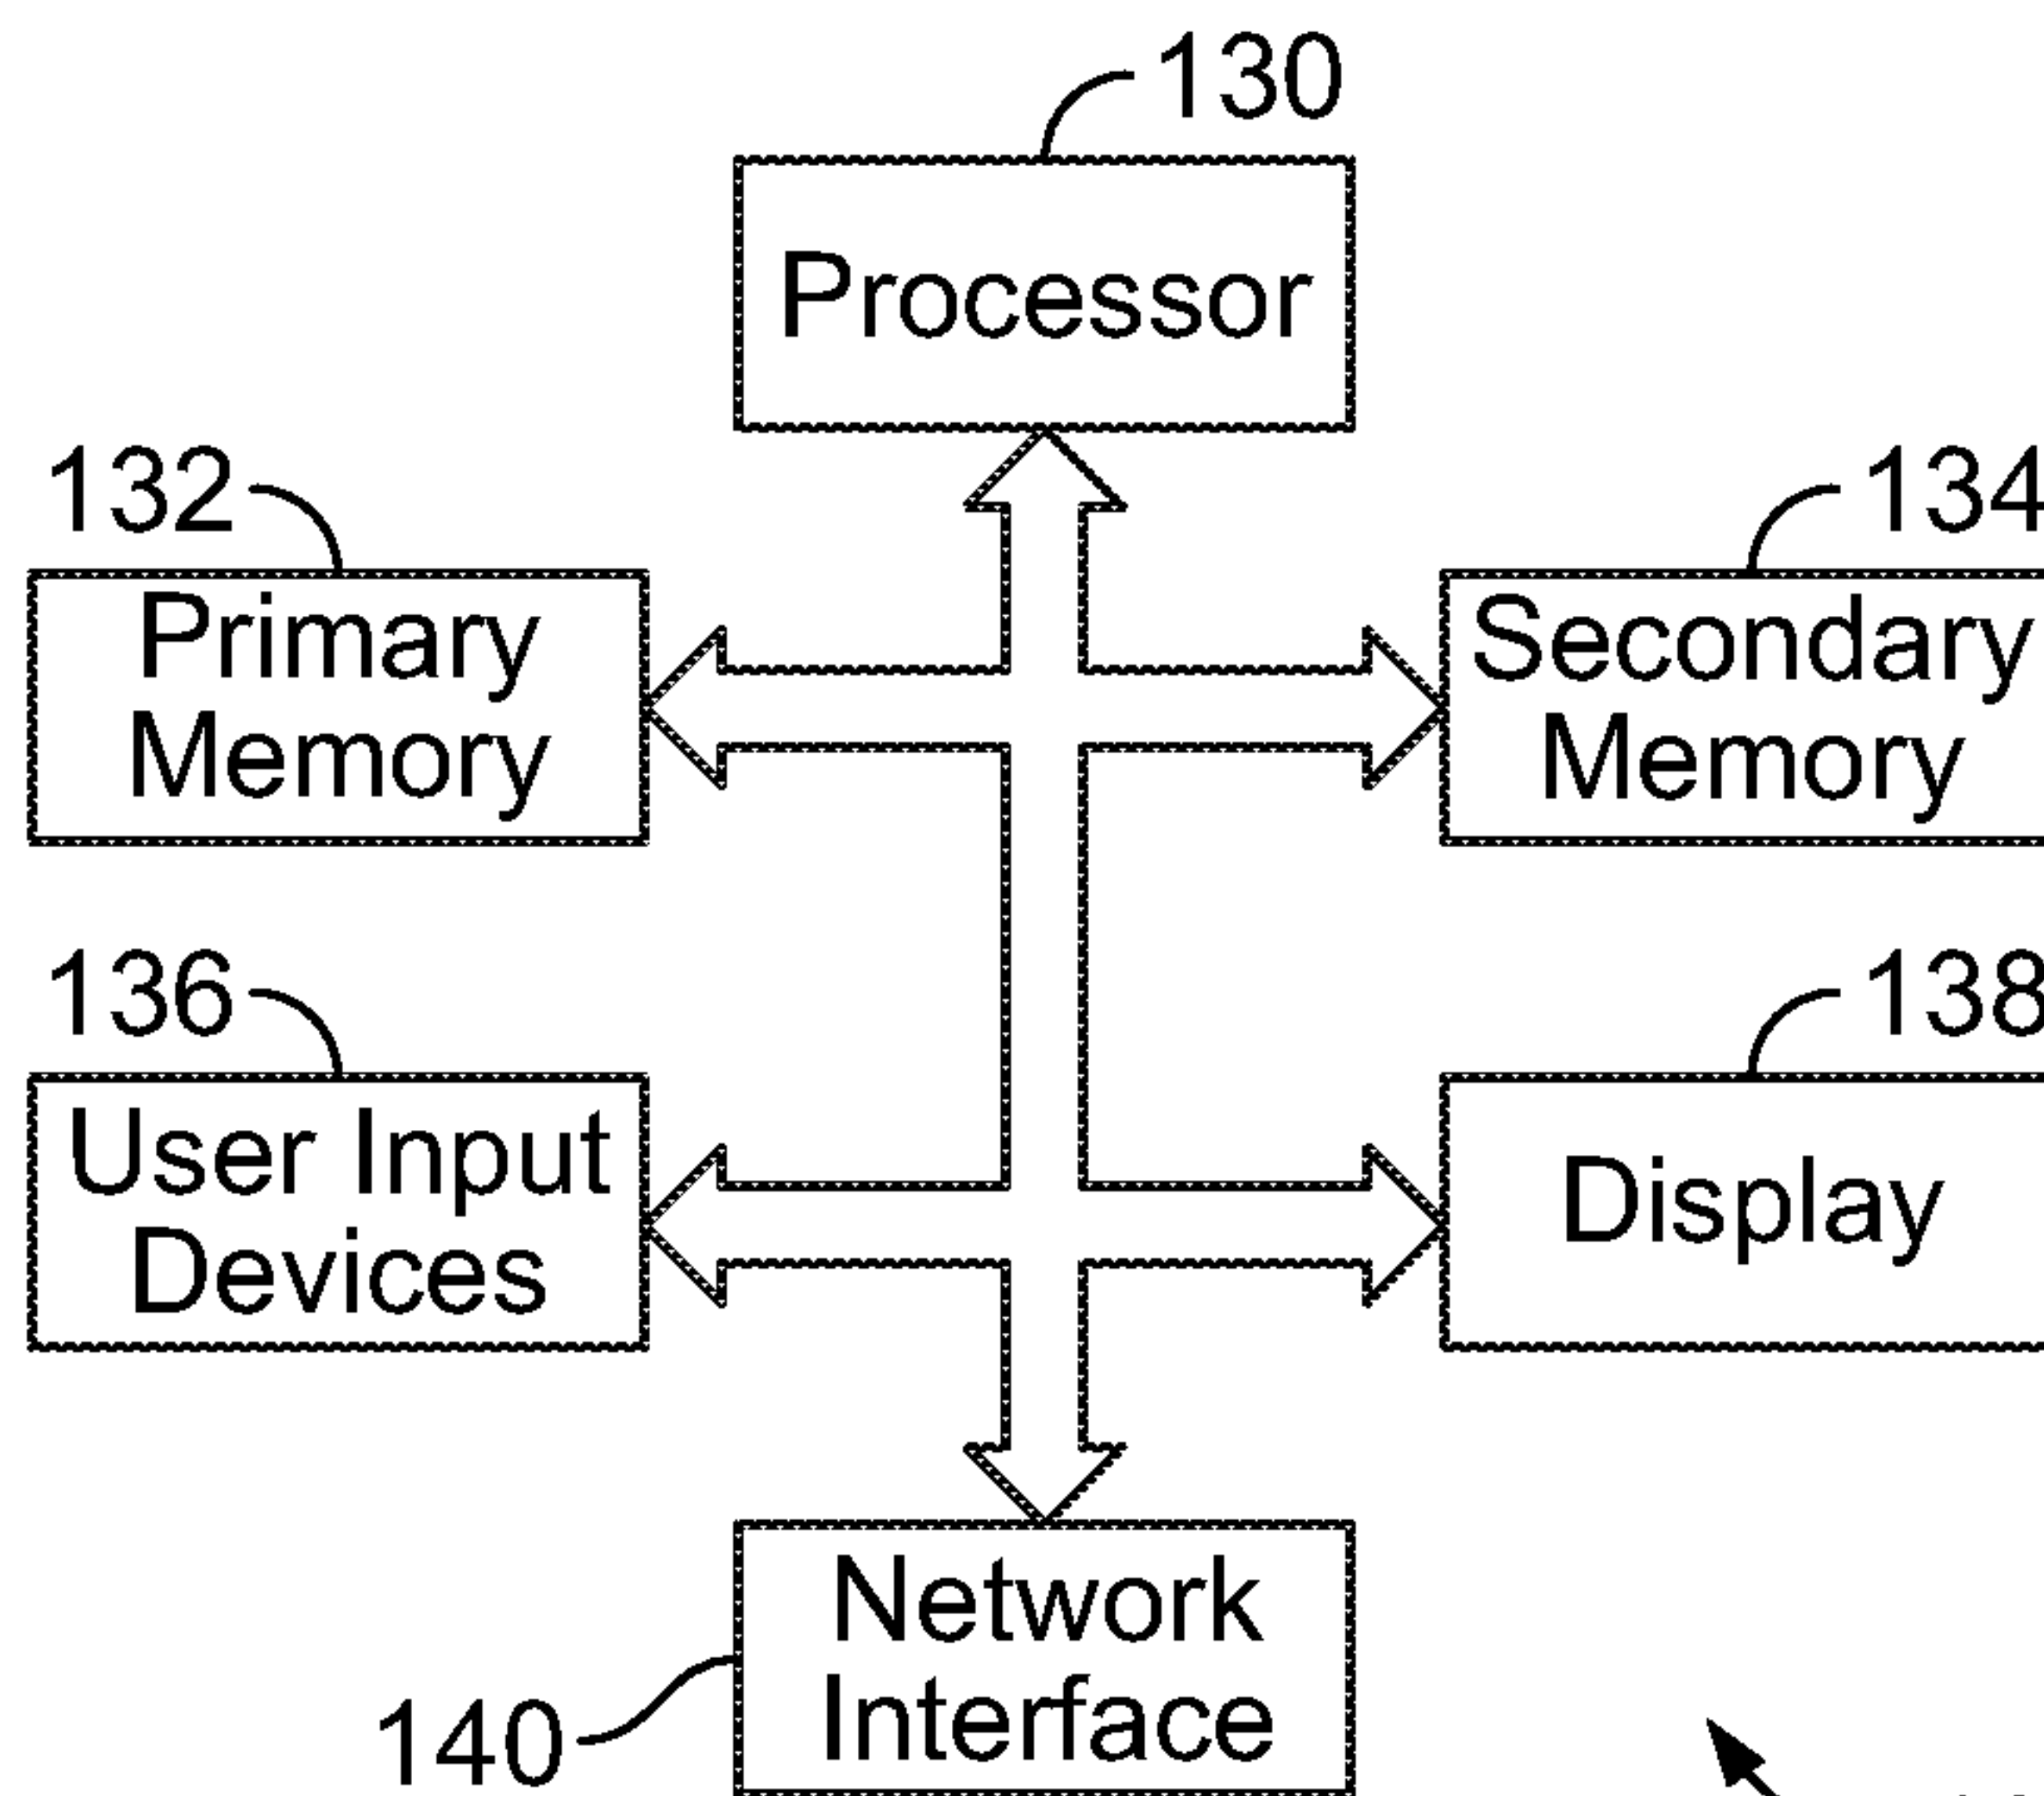 130
Processor
132
134
Primary
Memory
Secondary
Memory
136
138
User Input
Devices
Display
Network
Interface
140